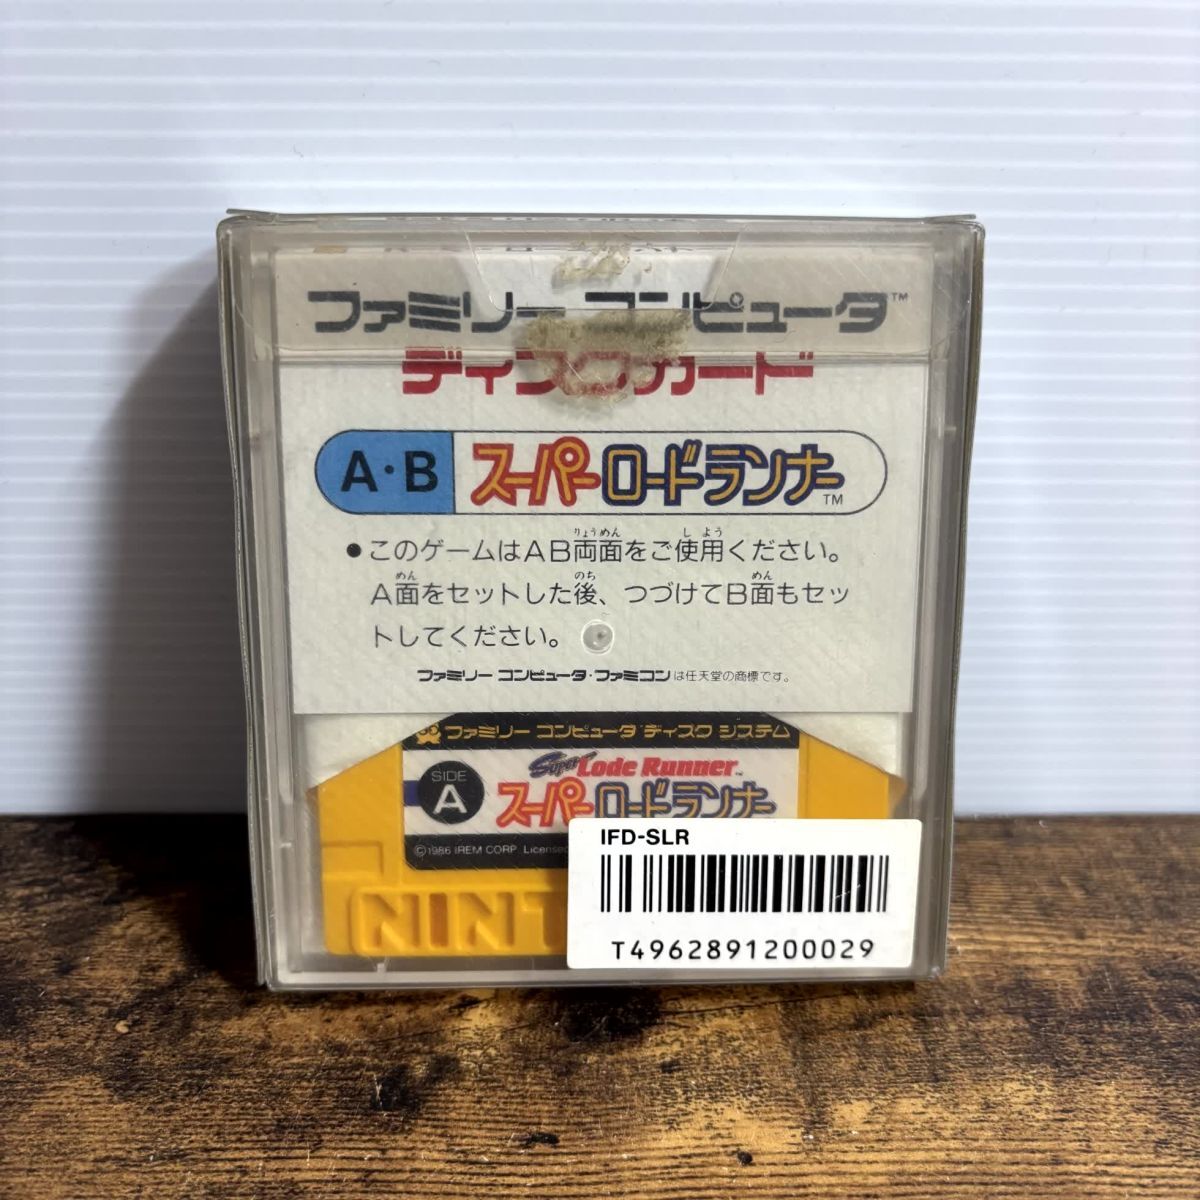 ファミリー コンピュータ™
ディスクカード
A・B スーパーロードランナー™
●このゲームはAB両面をご使用ください。
A面をセットした後、つづけてB面もセッ
トしてください。
ファミリー コンピュータ・ファミコンは任天堂の商標です。
ファミリー コンピュータ ディスク システム
Super Lode Runner™
SIDE
A
スーパーロードランナー
©1986 IREM CORP. Licensed
IFD-SLR
NINT
T4962891200029